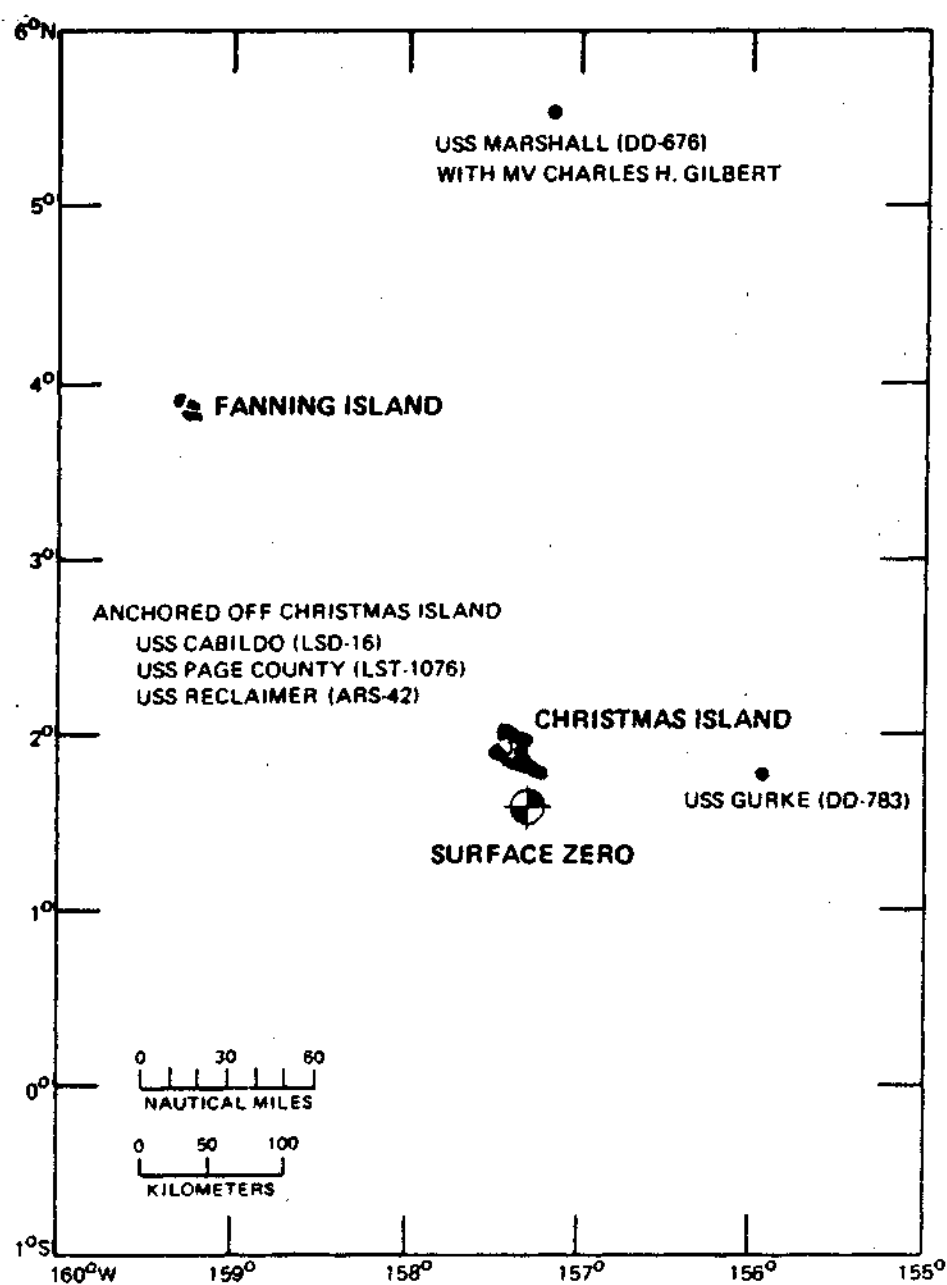 6°N
USS MARSHALL (DD-676)
WITH MV CHARLES H. GILBERT
5°
4°
FANNING ISLAND
3°
ANCHORED OFF CHRISTMAS ISLAND
USS CABILDO (LSD-16)
USS PAGE COUNTY (LST-1076)
USS RECLAIMER (ARS-42)
CHRISTMAS ISLAND
2°
USS GURKE (DD-783)
SURFACE ZERO
1°
0 30 60
NAUTICAL MILES
0°
0 50 100
KILOMETERS
1°S
160°W 159° 158° 157° 156° 155°